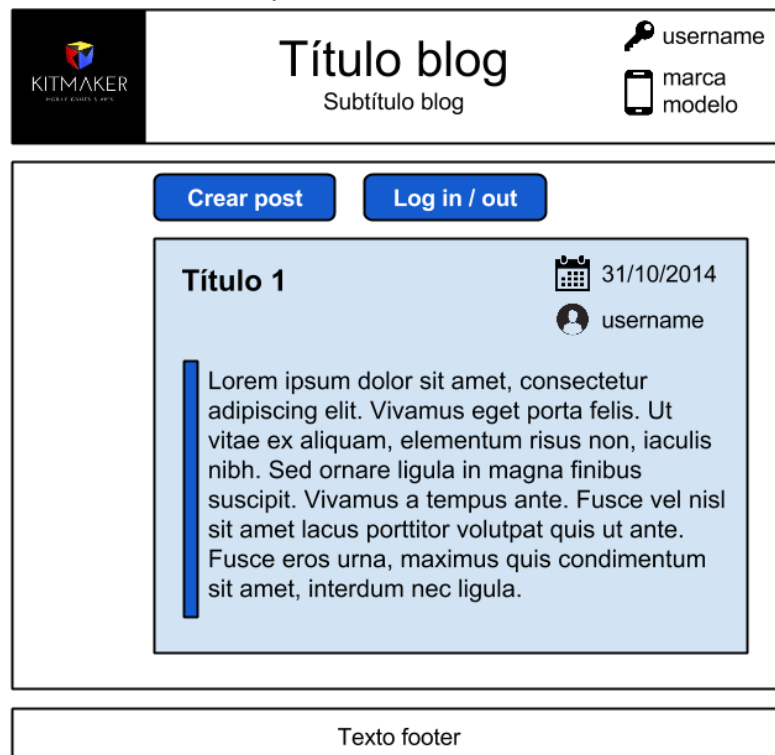 KITMAKER
MOBILE GAMES & APPS
Título blog
Subtítulo blog
username
marca
modelo
Crear post
Log in / out
Título 1
31/10/2014
username
Lorem ipsum dolor sit amet, consectetur
adipiscing elit. Vivamus eget porta felis. Ut
vitae ex aliquam, elementum risus non, iaculis
nibh. Sed ornare ligula in magna finibus
suscipit. Vivamus a tempus ante. Fusce vel nisl
sit amet lacus porttitor volutpat quis ut ante.
Fusce eros urna, maximus quis condimentum
sit amet, interdum nec ligula.
Texto footer